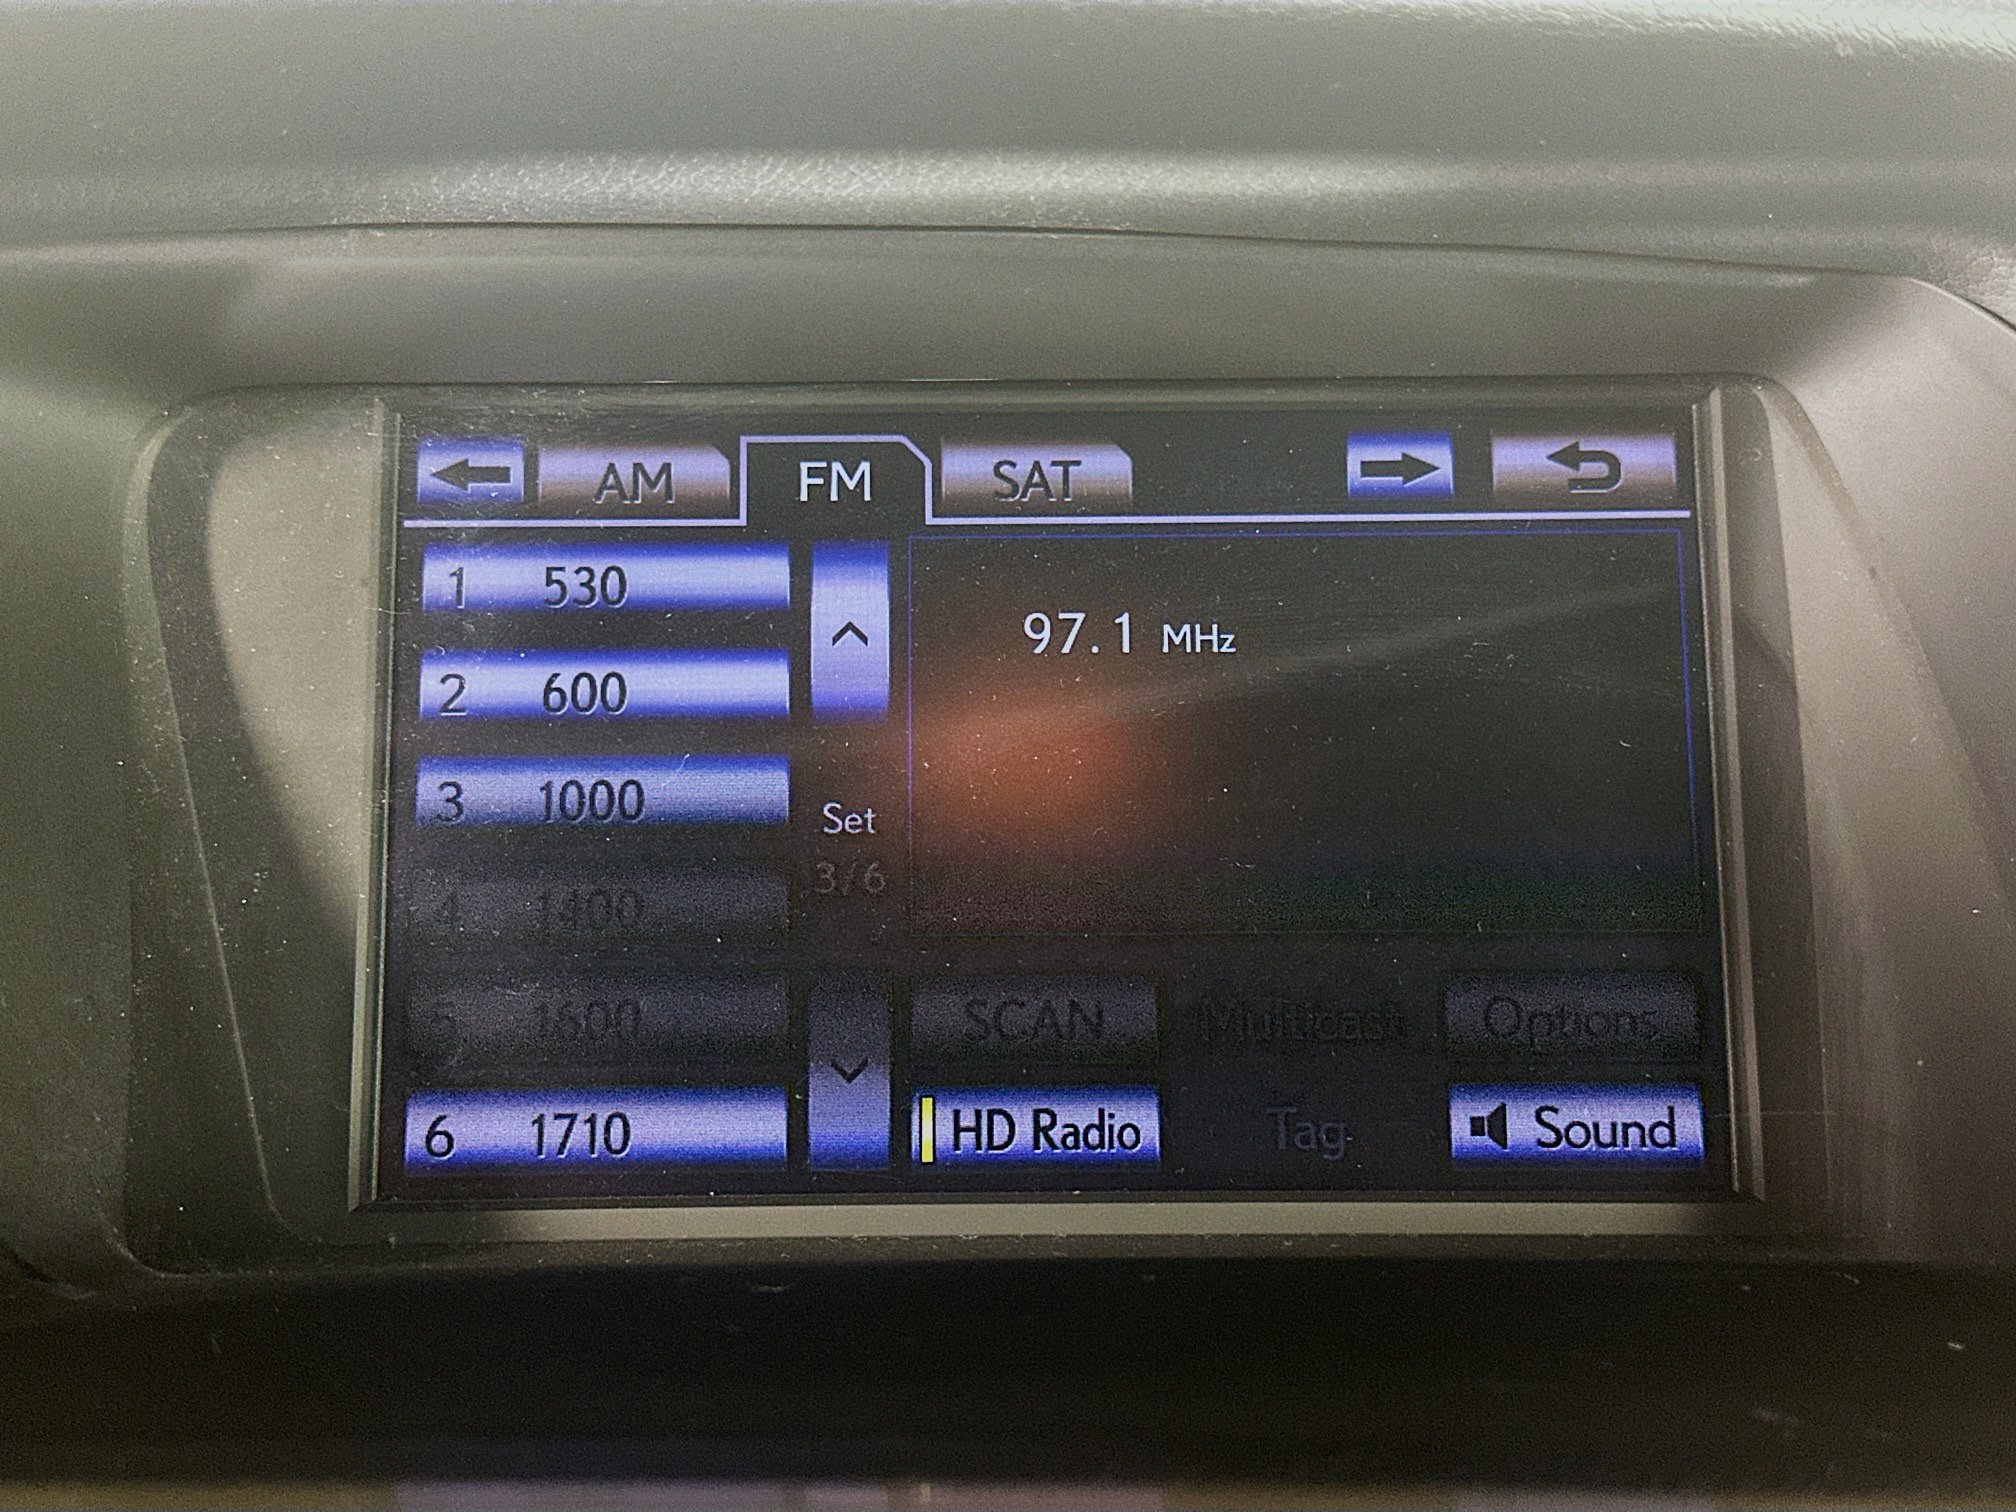 AM FM SAT
1 530
97.1 MHz
2 600
3 1000
Set
3/6
4 1400
5 1600
SCAN Multicast Options
6 1710
HD Radio Tag Sound